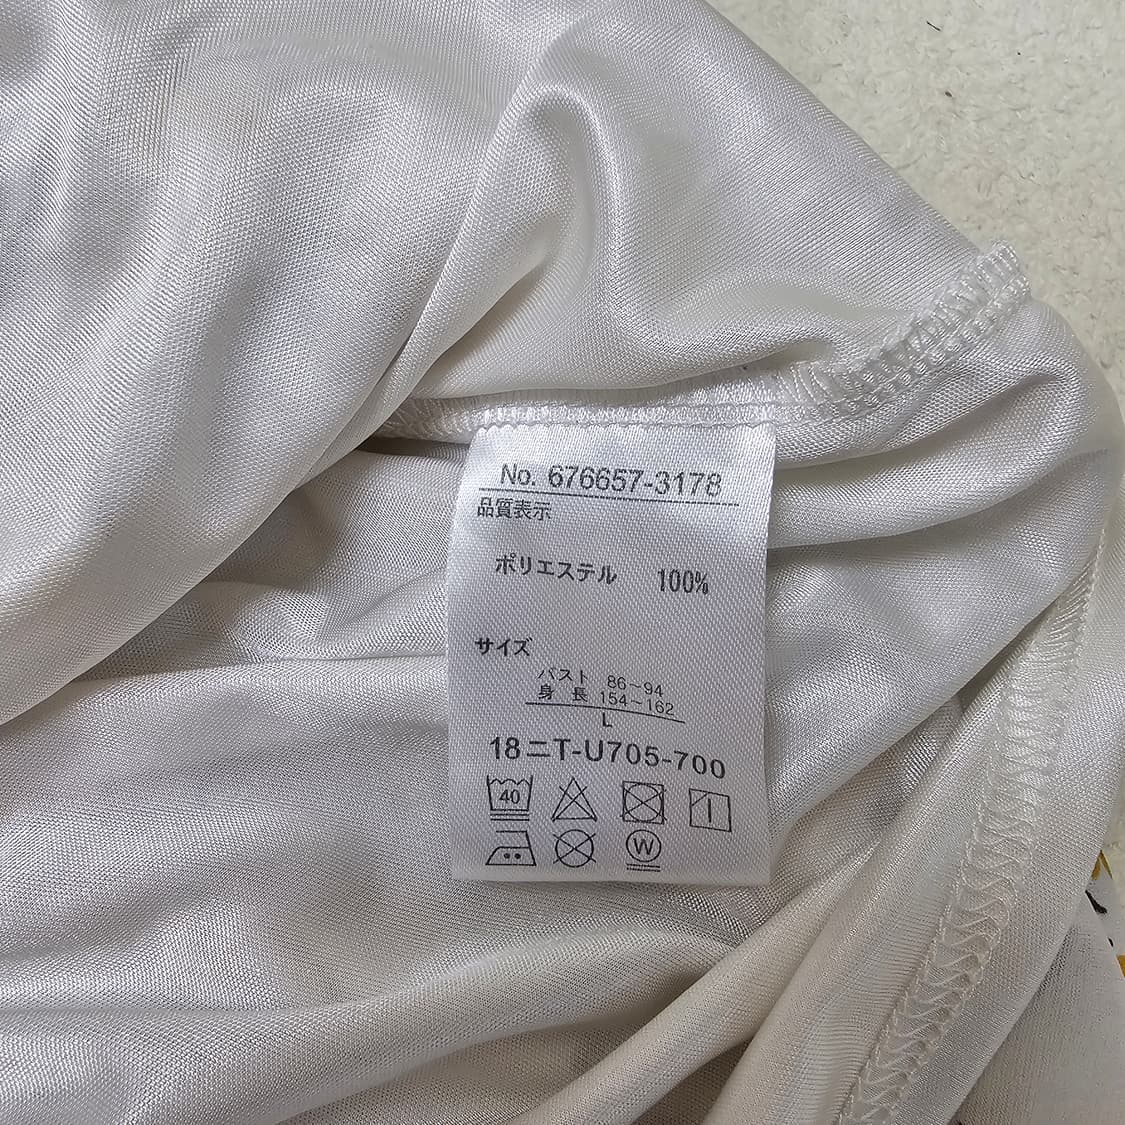 No. 676657-3178
品質表示
ポリエステル 100%
サイズ
バスト 86~94
身長 154~162
L
18ニT-U705-700
40
W